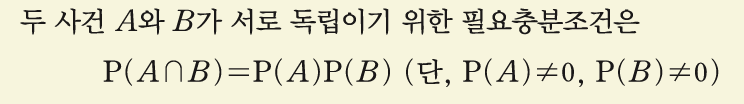 두 사건 A와 B가 서로 독립이기 위한 필요충분조건은
P(A∩B)=P(A)P(B) (단, P(A)≠0, P(B)≠0)